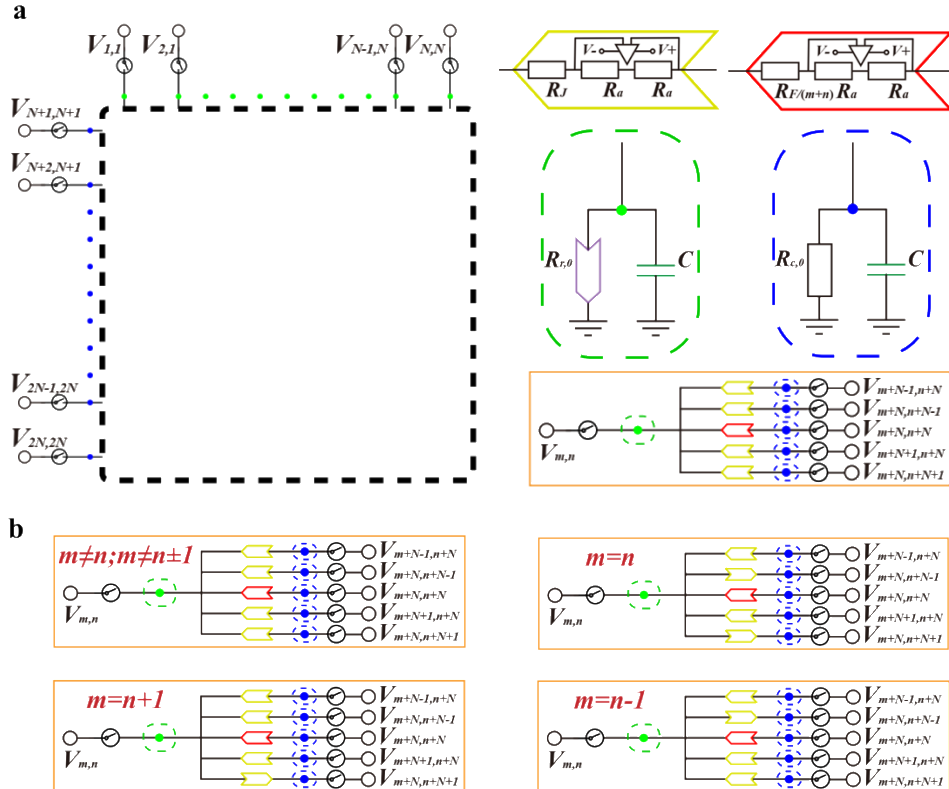 a
V1,1 V2,1 VN-1,N VN,N
VN+1,N+1
VN+2,N+1
V2N-1,2N
V2N,2N
V- V+
RJ Ra Ra
V- V+
RF/(m+n) Ra Ra
Rr,0 C
Rc,0 C
Vm,n
Vm+N-1,n+N
Vm+N,n+N-1
Vm+N,n+N
Vm+N+1,n+N
Vm+N,n+N+1
b
m≠n;m≠n±1
Vm,n
Vm+N-1,n+N
Vm+N,n+N-1
Vm+N,n+N
Vm+N+1,n+N
Vm+N,n+N+1
m=n
Vm,n
Vm+N-1,n+N
Vm+N,n+N-1
Vm+N,n+N
Vm+N+1,n+N
Vm+N,n+N+1
m=n+1
Vm,n
Vm+N-1,n+N
Vm+N,n+N-1
Vm+N,n+N
Vm+N+1,n+N
Vm+N,n+N+1
m=n-1
Vm,n
Vm+N-1,n+N
Vm+N,n+N-1
Vm+N,n+N
Vm+N+1,n+N
Vm+N,n+N+1